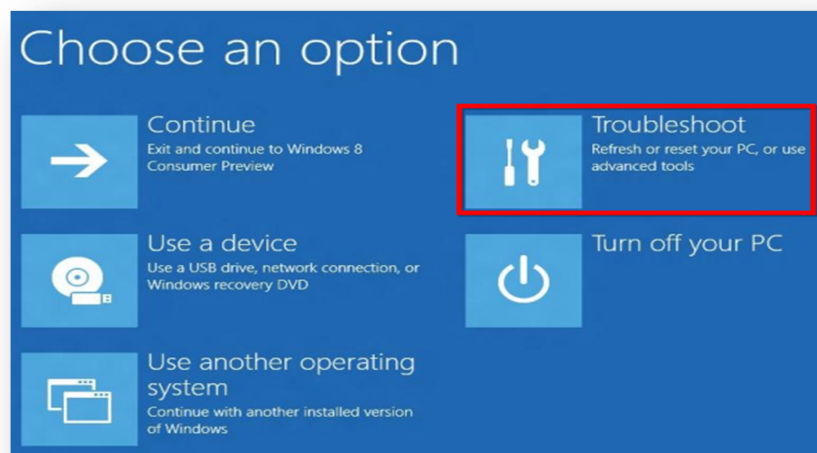 Choose an option
Continue
Exit and continue to Windows 8
Consumer Preview
Troubleshoot
Refresh or reset your PC, or use
advanced tools
Use a device
Use a USB drive, network connection, or
Windows recovery DVD
Turn off your PC
Use another operating
system
Continue with another installed version
of Windows